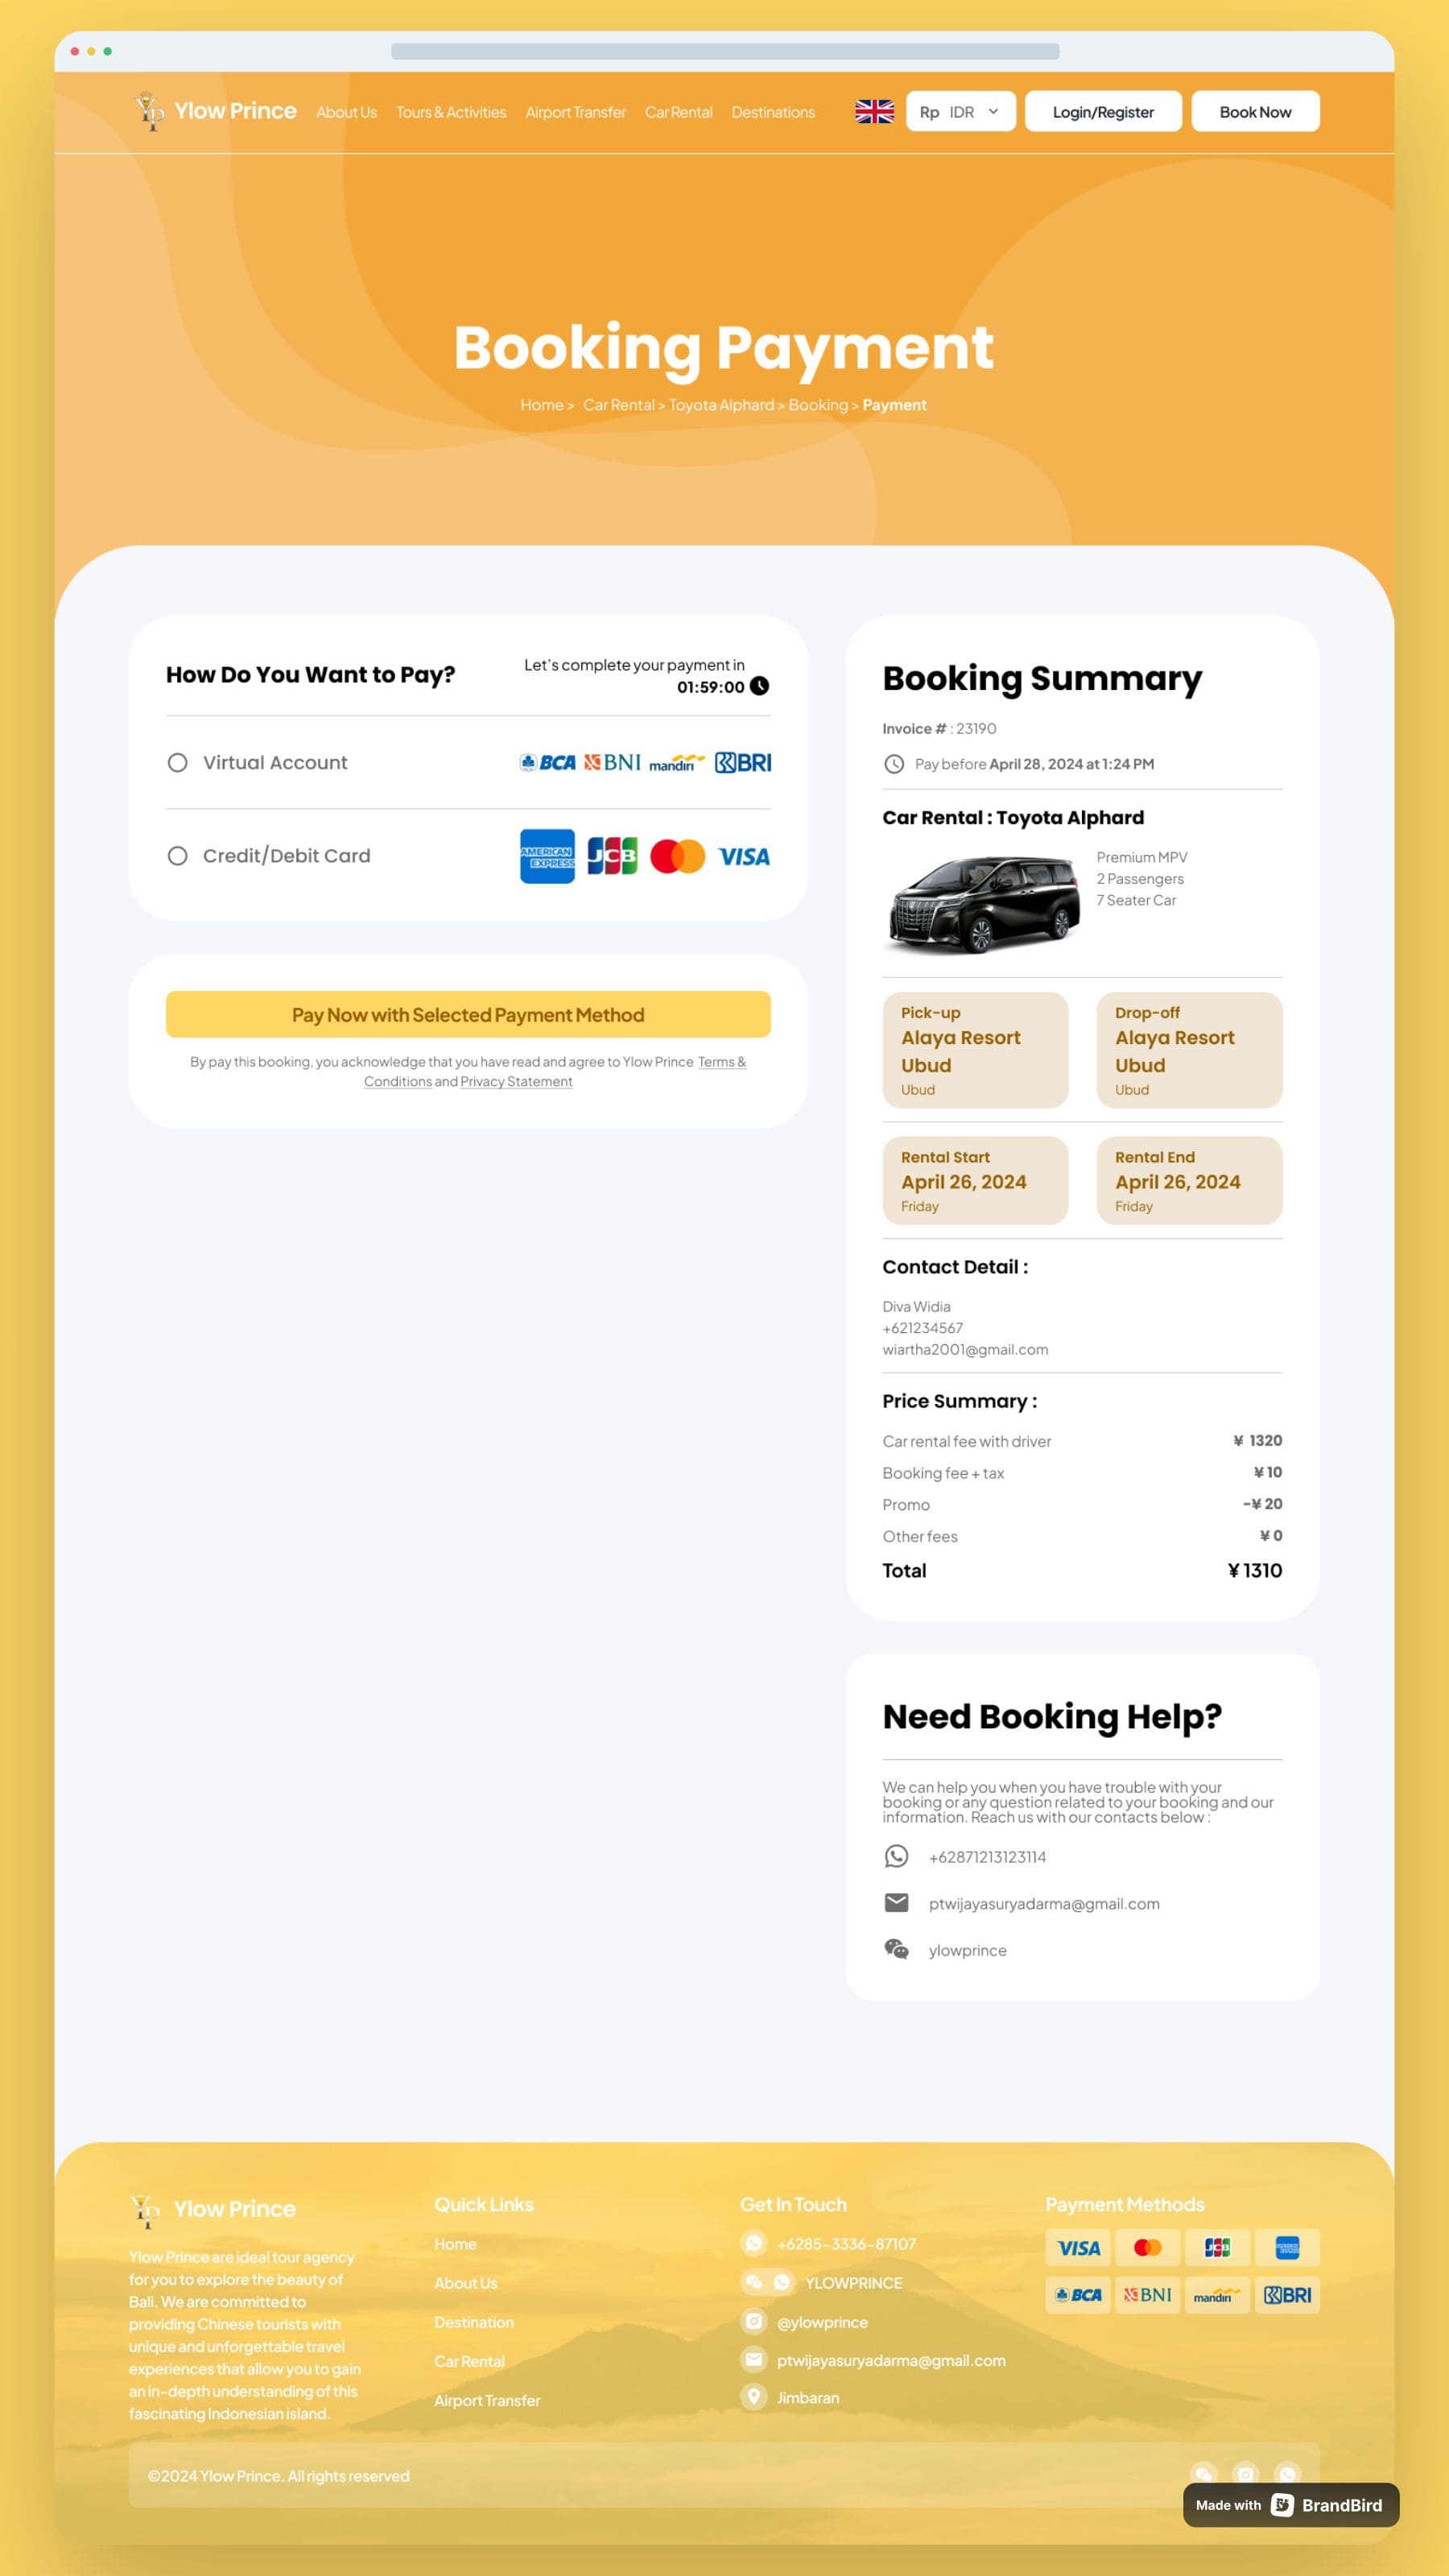 Ylow Prince
About Us
Tours & Activities
Airport Transfer
Car Rental
Destinations
Rp IDR
Login/Register
Book Now
Booking Payment
Home > Car Rental > Toyota Alphard > Booking > Payment
How Do You Want to Pay?
Let's complete your payment in
01:59:00
Virtual Account
BCA
BNI
mandiri
BRI
Credit/Debit Card
AMERICAN
EXPRESS
JCB
VISA
Pay Now with Selected Payment Method
By pay this booking, you acknowledge that you have read and agree to Ylow Prince Terms &
Conditions and Privacy Statement
Booking Summary
Invoice # : 23190
Pay before April 28, 2024 at 1:24 PM
Car Rental : Toyota Alphard
Premium MPV
2 Passengers
7 Seater Car
Pick-up
Alaya Resort
Ubud
Ubud
Drop-off
Alaya Resort
Ubud
Ubud
Rental Start
April 26, 2024
Friday
Rental End
April 26, 2024
Friday
Contact Detail :
Diva Widia
+621234567
wiartha2001@gmail.com
Price Summary :
Car rental fee with driver ¥ 1320
Booking fee + tax ¥ 10
Promo -¥ 20
Other fees ¥ 0
Total ¥ 1310
Need Booking Help?
We can help you when you have trouble with your
booking or any question related to your booking and our
information. Reach us with our contacts below :
+62871213123114
ptwijayasuryadarma@gmail.com
ylowprince
Ylow Prince
Ylow Prince are ideal tour agency
for you to explore the beauty of
Bali. We are committed to
providing Chinese tourists with
unique and unforgettable travel
experiences that allow you to gain
an in-depth understanding of this
fascinating Indonesian island.
Quick Links
Home
About Us
Destination
Car Rental
Airport Transfer
Get In Touch
+6285-3336-87107
YLOWPRINCE
@ylowprince
ptwijayasuryadarma@gmail.com
Jimbaran
Payment Methods
VISA
JCB
BCA
BNI
mandiri
BRI
©2024 Ylow Prince. All rights reserved
Made with BrandBird